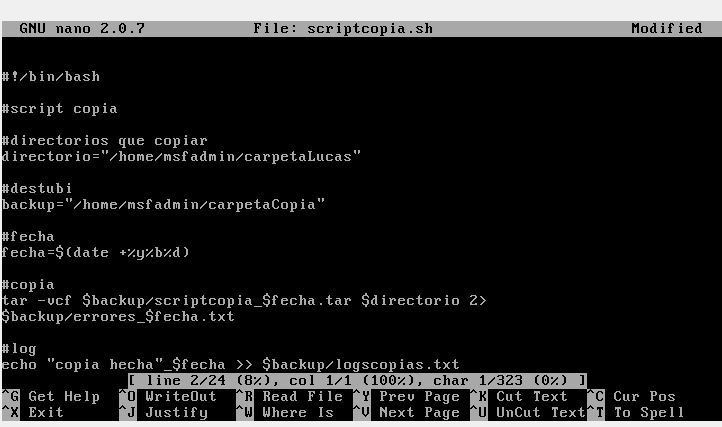 GNU nano 2.0.7 File: scriptcopia.sh Modified
#!/bin/bash
#script copia
#directorios que copiar
directorio="/home/msfadmin/carpetaLucas"
#destubi
backup="/home/msfadmin/carpetaCopia"
#fecha
fecha=$(date +%y%b%d)
#copia
tar -vcf $backup/scriptcopia_$fecha.tar $directorio 2>
$backup/errores_$fecha.txt
#log
echo "copia hecha"_$fecha >> $backup/logscopias.txt
[ line 2/24 (8%), col 1/1 (100%), char 1/323 (0%) ]
^G Get Help ^O WriteOut ^R Read File ^Y Prev Page ^K Cut Text ^C Cur Pos
^X Exit ^J Justify ^W Where Is ^V Next Page ^U UnCut Text ^T To Spell